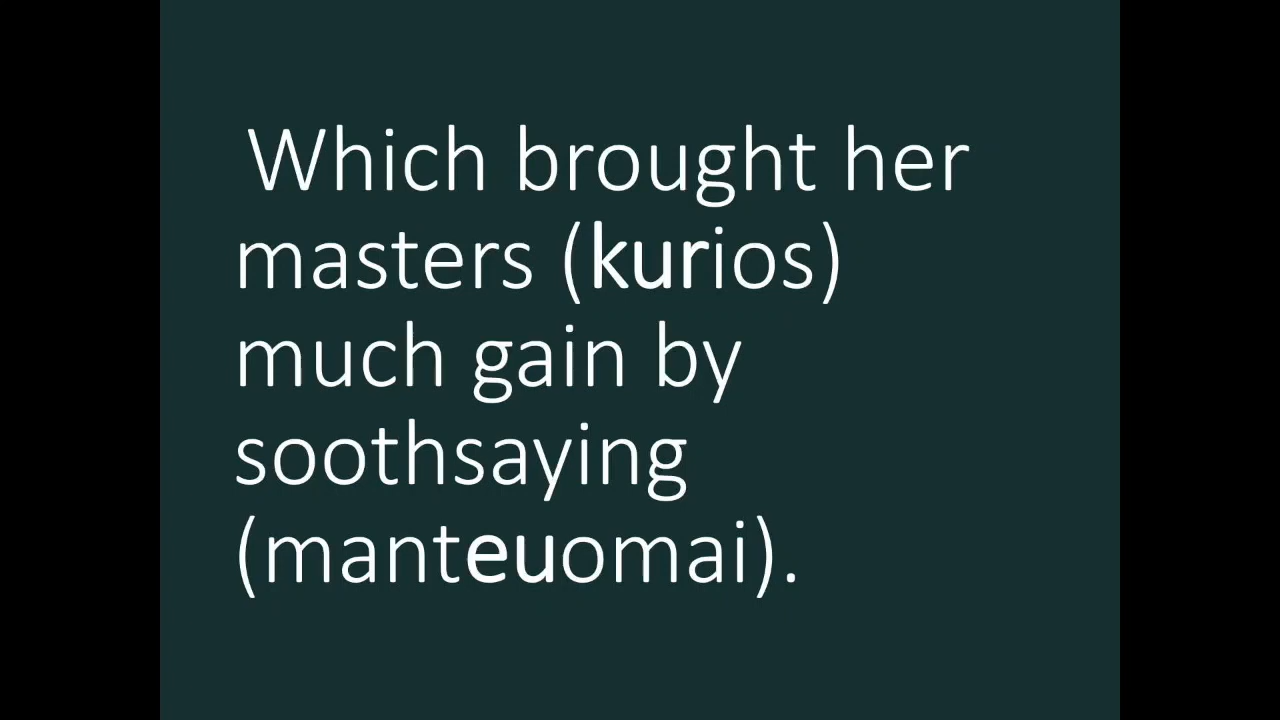 Which brought her
masters (kurios)
much gain by
soothsaying
(manteuomai).